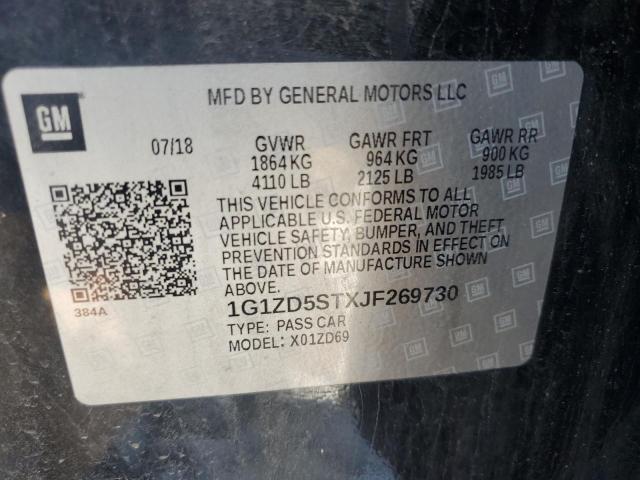 GM
MFD BY GENERAL MOTORS LLC
07/18 GVWR GAWR FRT GAWR RR
1864 KG 964 KG 900 KG
4110 LB 2125 LB 1985 LB
THIS VEHICLE CONFORMS TO ALL
APPLICABLE U.S. FEDERAL MOTOR
VEHICLE SAFETY, BUMPER, AND THEFT
PREVENTION STANDARDS IN EFFECT ON
THE DATE OF MANUFACTURE SHOWN
ABOVE.
384A
1G1ZD5STXJF269730
TYPE: PASS CAR
MODEL: X01ZD69